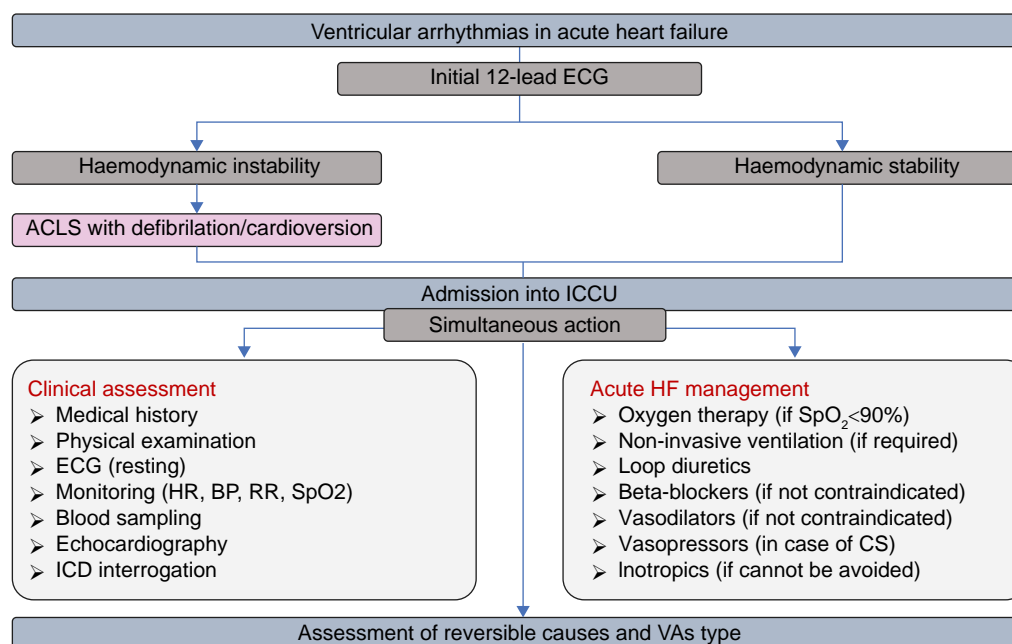 Ventricular arrhythmias in acute heart failure
Initial 12-lead ECG
Haemodynamic instability
Haemodynamic stability
ACLS with defibrilation/cardioversion
Admission into ICCU
Simultaneous action
Clinical assessment
➢ Medical history
➢ Physical examination
➢ ECG (resting)
➢ Monitoring (HR, BP, RR, SpO2)
➢ Blood sampling
➢ Echocardiography
➢ ICD interrogation
Acute HF management
➢ Oxygen therapy (if SpO₂<90%)
➢ Non-invasive ventilation (if required)
➢ Loop diuretics
➢ Beta-blockers (if not contraindicated)
➢ Vasodilators (if not contraindicated)
➢ Vasopressors (in case of CS)
➢ Inotropics (if cannot be avoided)
Assessment of reversible causes and VAs type